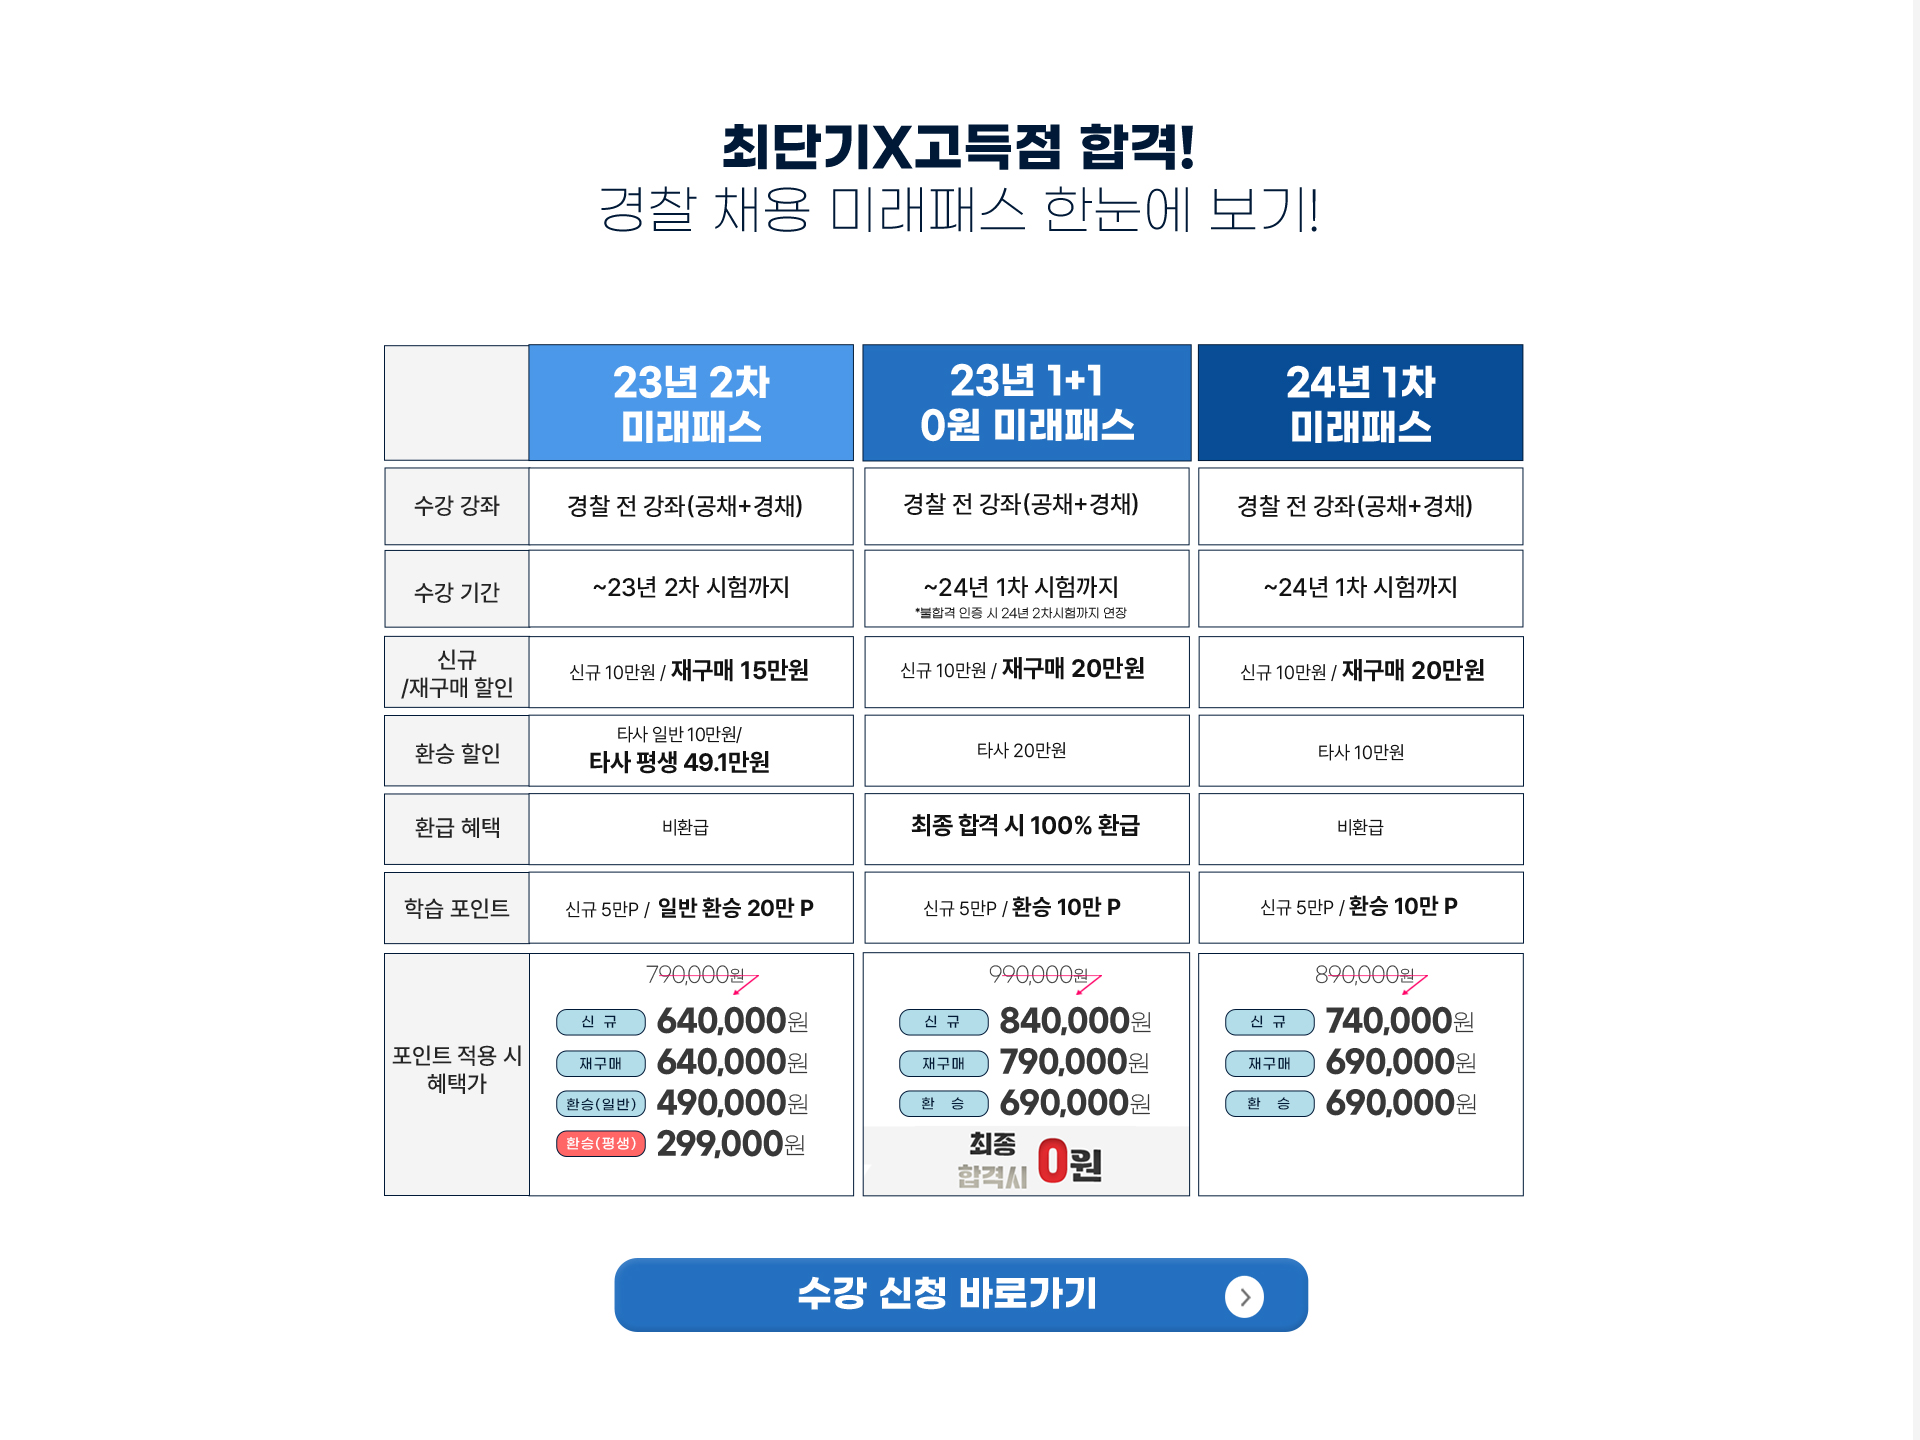 최단기X고득점 합격!
경찰 채용 미래패스 한눈에 보기!
23년 2차
미래패스
23년 1+1
0원 미래패스
24년 1차
미래패스
수강 강좌
경찰 전 강좌(공채+경채)
경찰 전 강좌(공채+경채)
경찰 전 강좌(공채+경채)
수강 기간
~23년 2차 시험까지
~24년 1차 시험까지
*불합격 인증 시 24년 2차시험까지 연장
~24년 1차 시험까지
신규
/재구매 할인
신규 10만원 / 재구매 15만원
신규 10만원 / 재구매 20만원
신규 10만원 / 재구매 20만원
환승 할인
타사 일반 10만원/
타사 평생 49.1만원
타사 20만원
타사 10만원
환급 혜택
비환급
최종 합격 시 100% 환급
비환급
학습 포인트
신규 5만P / 일반 환승 20만 P
신규 5만P / 환승 10만 P
신규 5만P / 환승 10만 P
포인트 적용 시
혜택가
790,000원
신 규 640,000원
재구매 640,000원
환승(일반) 490,000원
환승(평생) 299,000원
990,000원
신 규 840,000원
재구매 790,000원
환 승 690,000원
최종
합격시 0원
890,000원
신 규 740,000원
재구매 690,000원
환 승 690,000원
수강 신청 바로가기